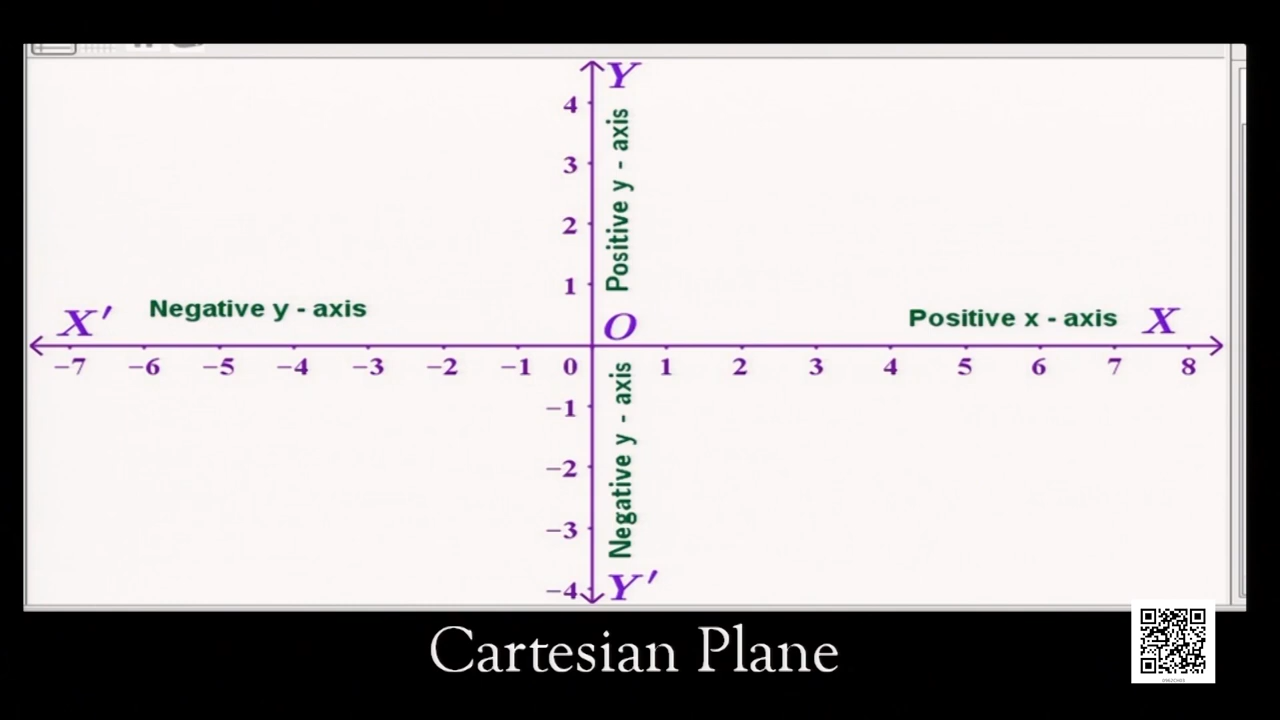 Y
4
3
2
1
Positive y - axis
X′
Negative y - axis
O
Positive x - axis
X
−7 −6 −5 −4 −3 −2 −1 0 1 2 3 4 5 6 7 8
−1
−2
−3
−4
Negative y - axis
Y′
Cartesian Plane